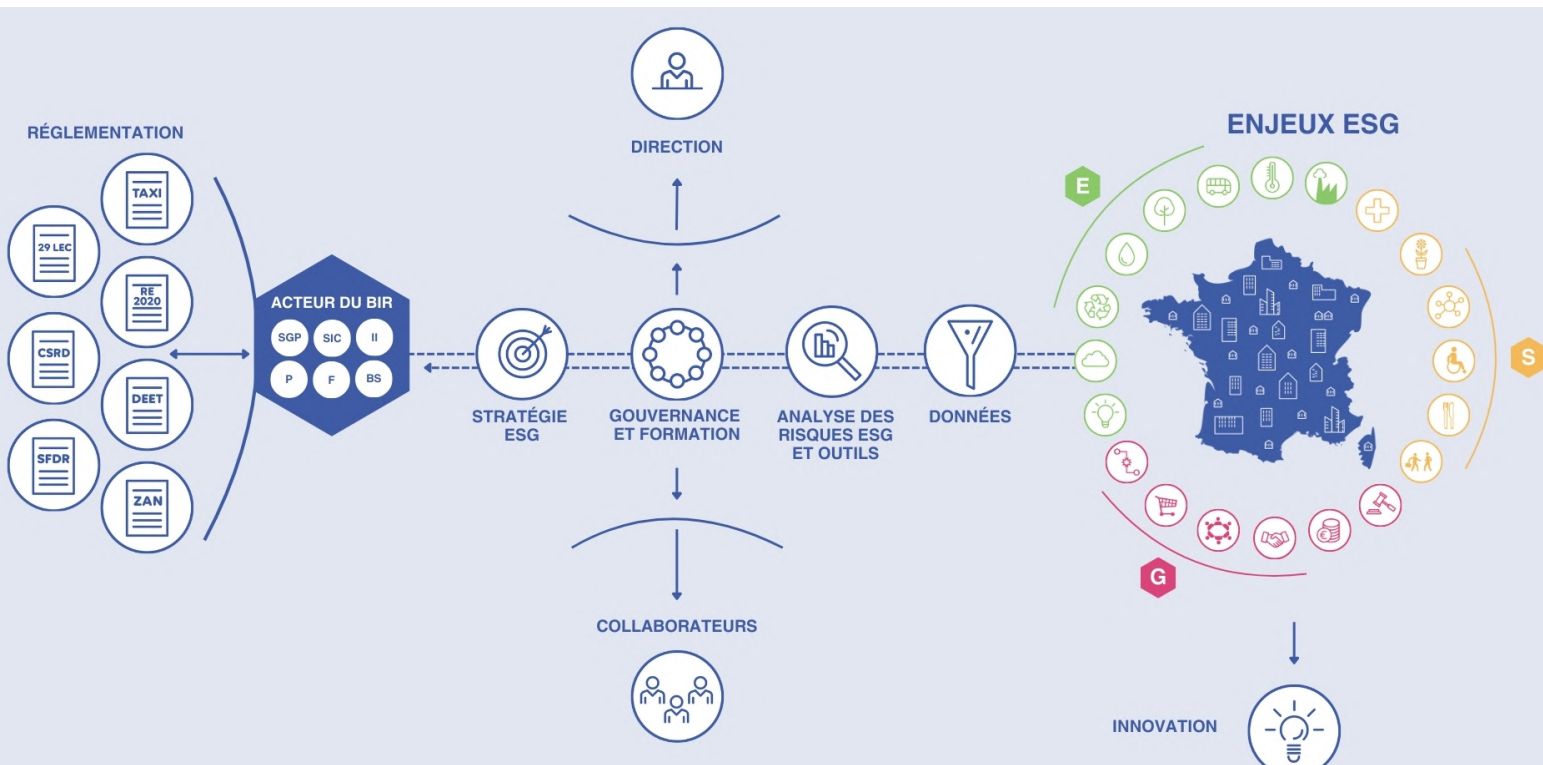 RÉGLEMENTATION
TAXI
29 LEC
RE
2020
CSRD
DEET
SFDR
ZAN
ACTEUR DU BIR
SGP
SIC
II
P
F
BS
DIRECTION
STRATÉGIE
ESG
GOUVERNANCE
ET FORMATION
ANALYSE DES
RISQUES ESG
ET OUTILS
DONNÉES
COLLABORATEURS
ENJEUX ESG
E
S
G
INNOVATION